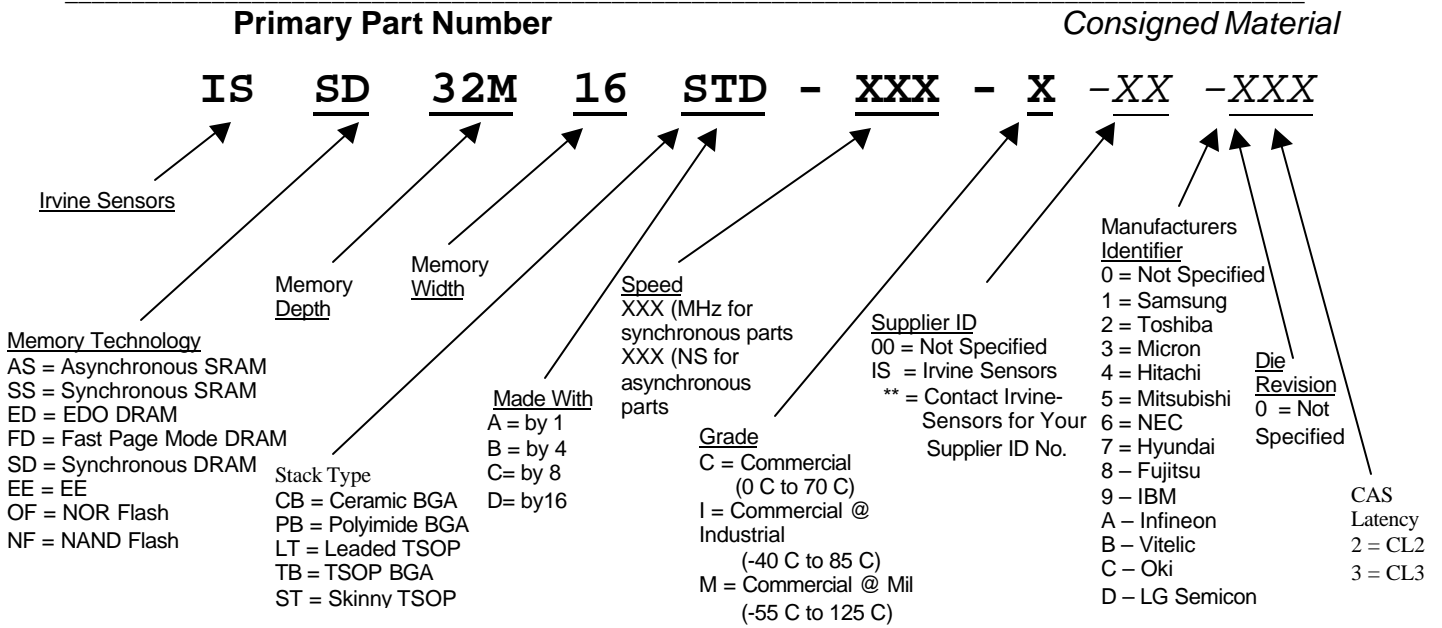 Primary Part Number Consigned Material
IS SD 32M 16 STD - XXX - X -XX -XXX
Irvine Sensors
Memory Technology
AS = Asynchronous SRAM
SS = Synchronous SRAM
ED = EDO DRAM
FD = Fast Page Mode DRAM
SD = Synchronous DRAM
EE = EE
OF = NOR Flash
NF = NAND Flash
Memory
Depth
Memory
Width
Stack Type
CB = Ceramic BGA
PB = Polyimide BGA
LT = Leaded TSOP
TB = TSOP BGA
ST = Skinny TSOP
Made With
A = by 1
B = by 4
C= by 8
D= by16
Speed
XXX (MHz for
synchronous parts
XXX (NS for
asynchronous
parts
Grade
C = Commercial
(0 C to 70 C)
I = Commercial @
Industrial
(-40 C to 85 C)
M = Commercial @ Mil
(-55 C to 125 C)
Supplier ID
00 = Not Specified
IS = Irvine Sensors
** = Contact Irvine-
Sensors for Your
Supplier ID No.
Manufacturers
Identifier
0 = Not Specified
1 = Samsung
2 = Toshiba
3 = Micron
4 = Hitachi
5 = Mitsubishi
6 = NEC
7 = Hyundai
8 – Fujitsu
9 – IBM
A – Infineon
B – Vitelic
C – Oki
D – LG Semicon
Die
Revision
0 = Not
Specified
CAS
Latency
2 = CL2
3 = CL3